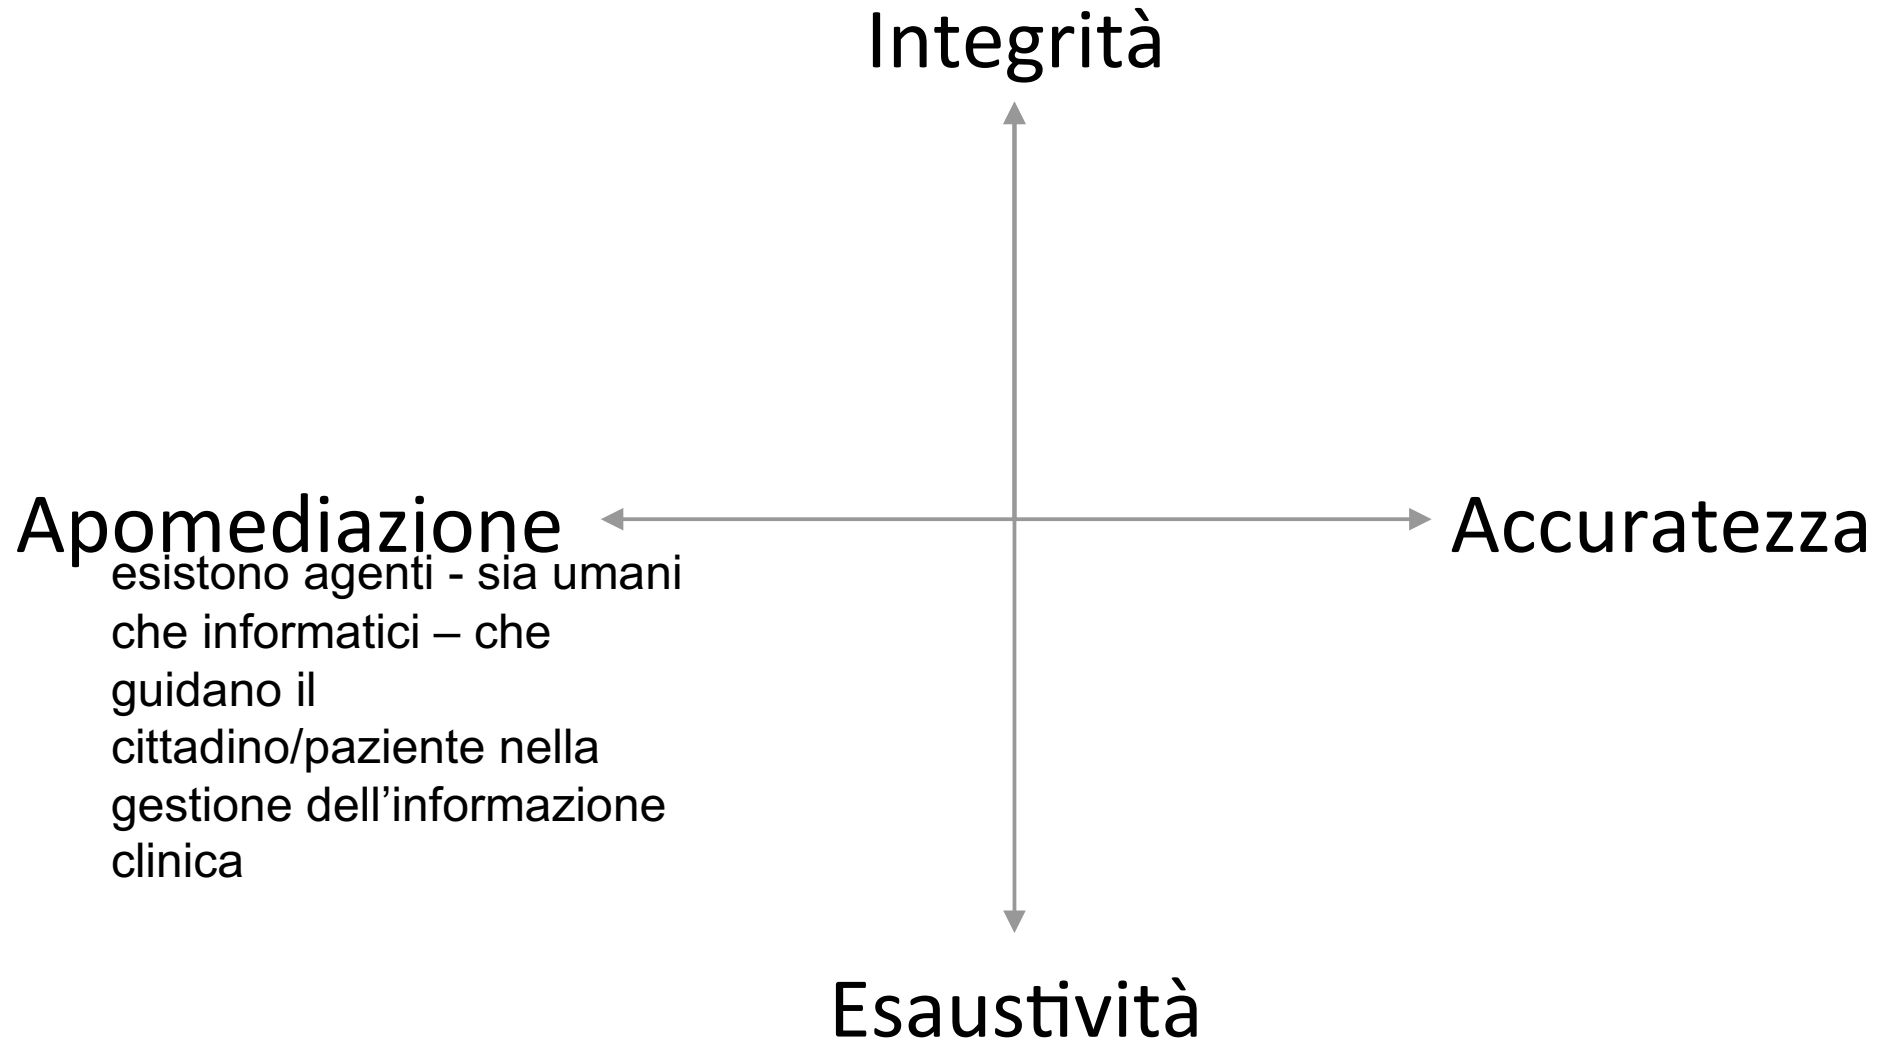 Integrità
Apomediazione
Accuratezza
esistono agenti - sia umani
che informatici – che
guidano il
cittadino/paziente nella
gestione dell’informazione
clinica
Esaustività